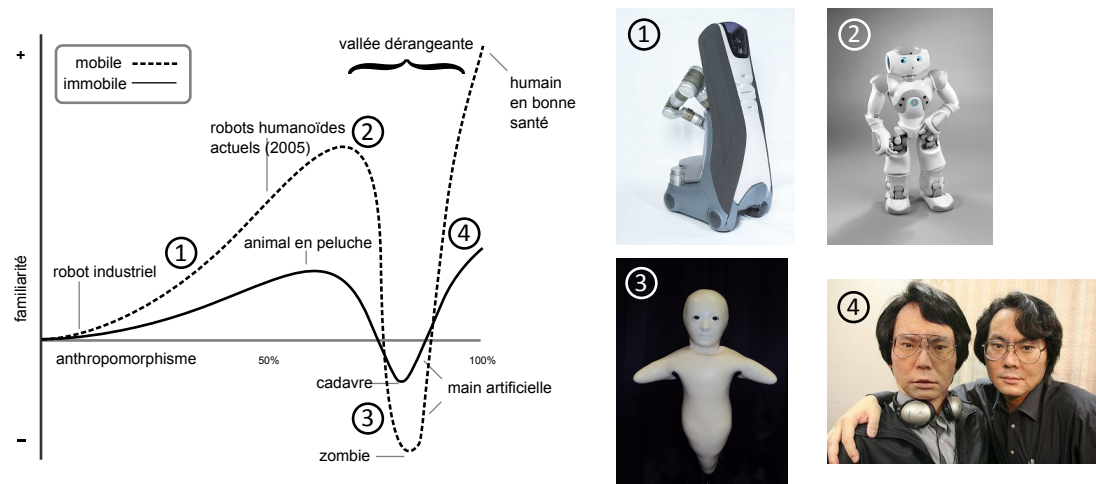 +
mobile
immobile
vallée dérangeante
humain
en bonne
santé
robots humanoïdes
actuels (2005)
②
①
④
animal en peluche
robot industriel
familiarité
anthropomorphisme
50%
100%
cadavre
main artificielle
③
zombie
–
①
②
③
④